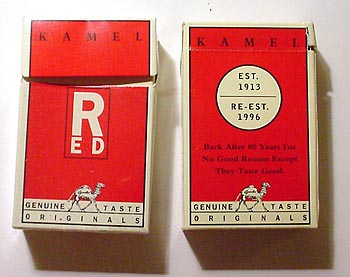 KAMEL
RED
GENUINE TASTE
ORIGINALS
KAMEL
EST.
1913
RE-EST.
1996
Back After 80 Years For
No Good Reason Except
They Taste Good.
GENUINE TASTE
ORIGINALS